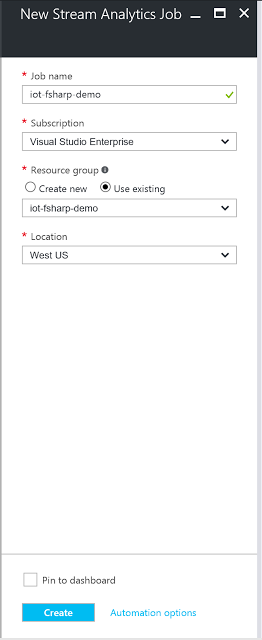 New Stream Analytics Job
* Job name
iot-fsharp-demo
* Subscription
Visual Studio Enterprise
* Resource group
Create new Use existing
iot-fsharp-demo
* Location
West US
Pin to dashboard
Create Automation options